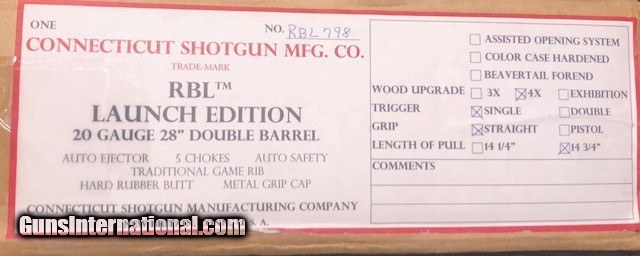 ONE
NO. RBL798
CONNECTICUT SHOTGUN MFG. CO.
TRADE-MARK
RBL™
LAUNCH EDITION
20 GAUGE 28" DOUBLE BARREL
AUTO EJECTOR 5 CHOKES AUTO SAFETY
TRADITIONAL GAME RIB
HARD RUBBER BUTT METAL GRIP CAP
CONNECTICUT SHOTGUN MANUFACTURING COMPANY
S. A.
ASSISTED OPENING SYSTEM
COLOR CASE HARDENED
BEAVERTAIL FOREND
WOOD UPGRADE 3X 4X EXHIBITION
TRIGGER SINGLE DOUBLE
GRIP STRAIGHT PISTOL
LENGTH OF PULL 14 1/4" 14 3/4"
COMMENTS
GunsInternational.com